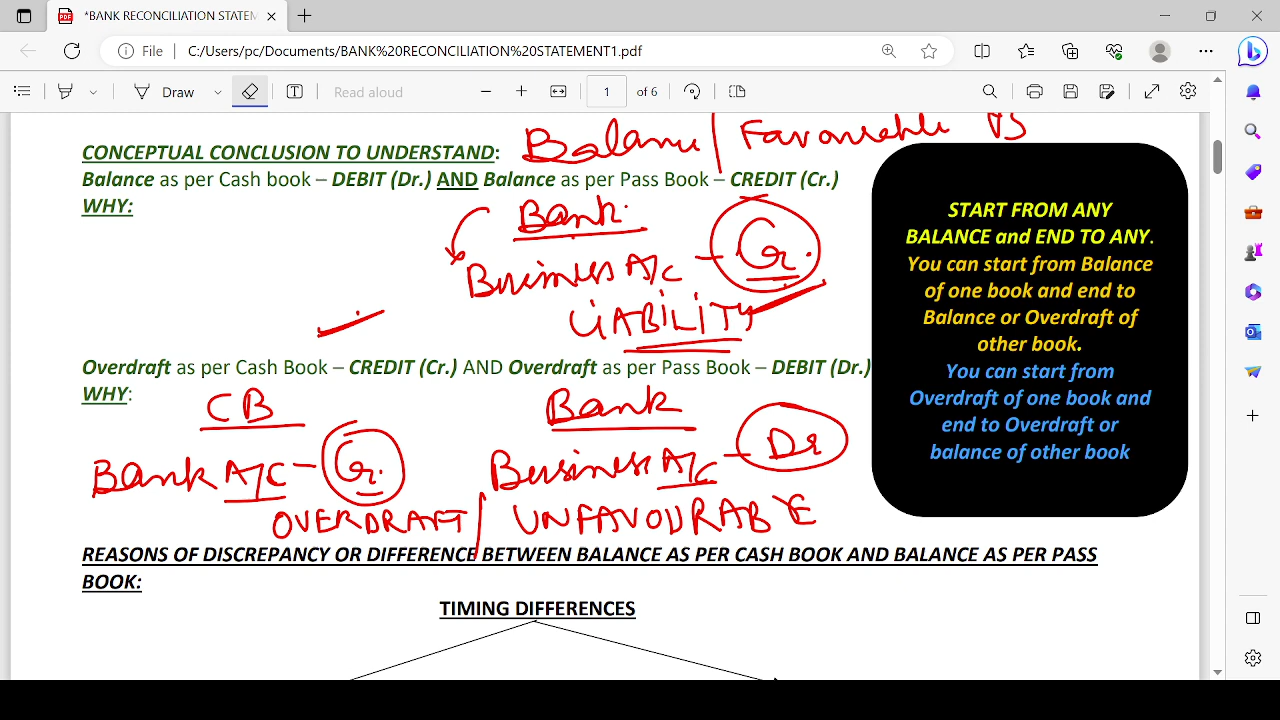 *BANK RECONCILIATION STATEM
File
C:/Users/pc/Documents/BANK%20RECONCILIATION%20STATEMENT1.pdf
Draw
Read aloud
1 of 6
Balance / Favourable
CONCEPTUAL CONCLUSION TO UNDERSTAND:
Balance as per Cash book – DEBIT (Dr.) AND Balance as per Pass Book – CREDIT (Cr.)
WHY:
Bank
Business A/c – Cr.
LIABILITY
Overdraft as per Cash Book – CREDIT (Cr.) AND Overdraft as per Pass Book – DEBIT (Dr.)
WHY:
CB
Bank A/c – Cr.
Bank
Business A/c – Dr
OVERDRAFT / UNFAVOURABLE
REASONS OF DISCREPANCY OR DIFFERENCE BETWEEN BALANCE AS PER CASH BOOK AND BALANCE AS PER PASS
BOOK:
TIMING DIFFERENCES
START FROM ANY
BALANCE and END TO ANY.
You can start from Balance
of one book and end to
Balance or Overdraft of
other book.
You can start from
Overdraft of one book and
end to Overdraft or
balance of other book